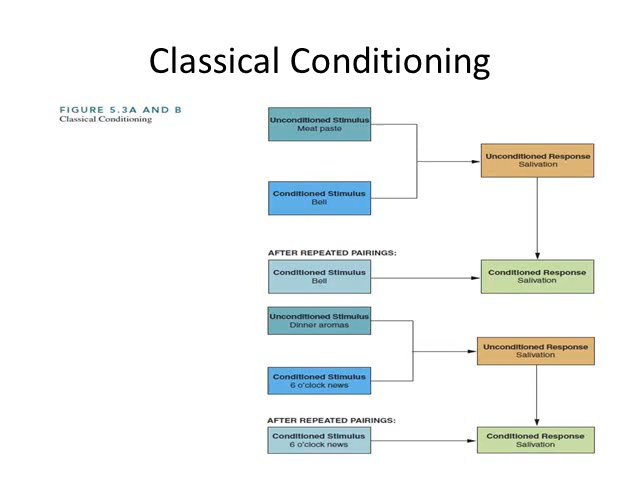 Classical Conditioning
FIGURE 5.3A AND B
Classical Conditioning
Unconditioned Stimulus
Meat paste
Unconditioned Response
Salivation
Conditioned Stimulus
Bell
AFTER REPEATED PAIRINGS:
Conditioned Stimulus
Bell
Conditioned Response
Salivation
Unconditioned Stimulus
Dinner aromas
Unconditioned Response
Salivation
Conditioned Stimulus
6 o'clock news
AFTER REPEATED PAIRINGS:
Conditioned Stimulus
6 o'clock news
Conditioned Response
Salivation